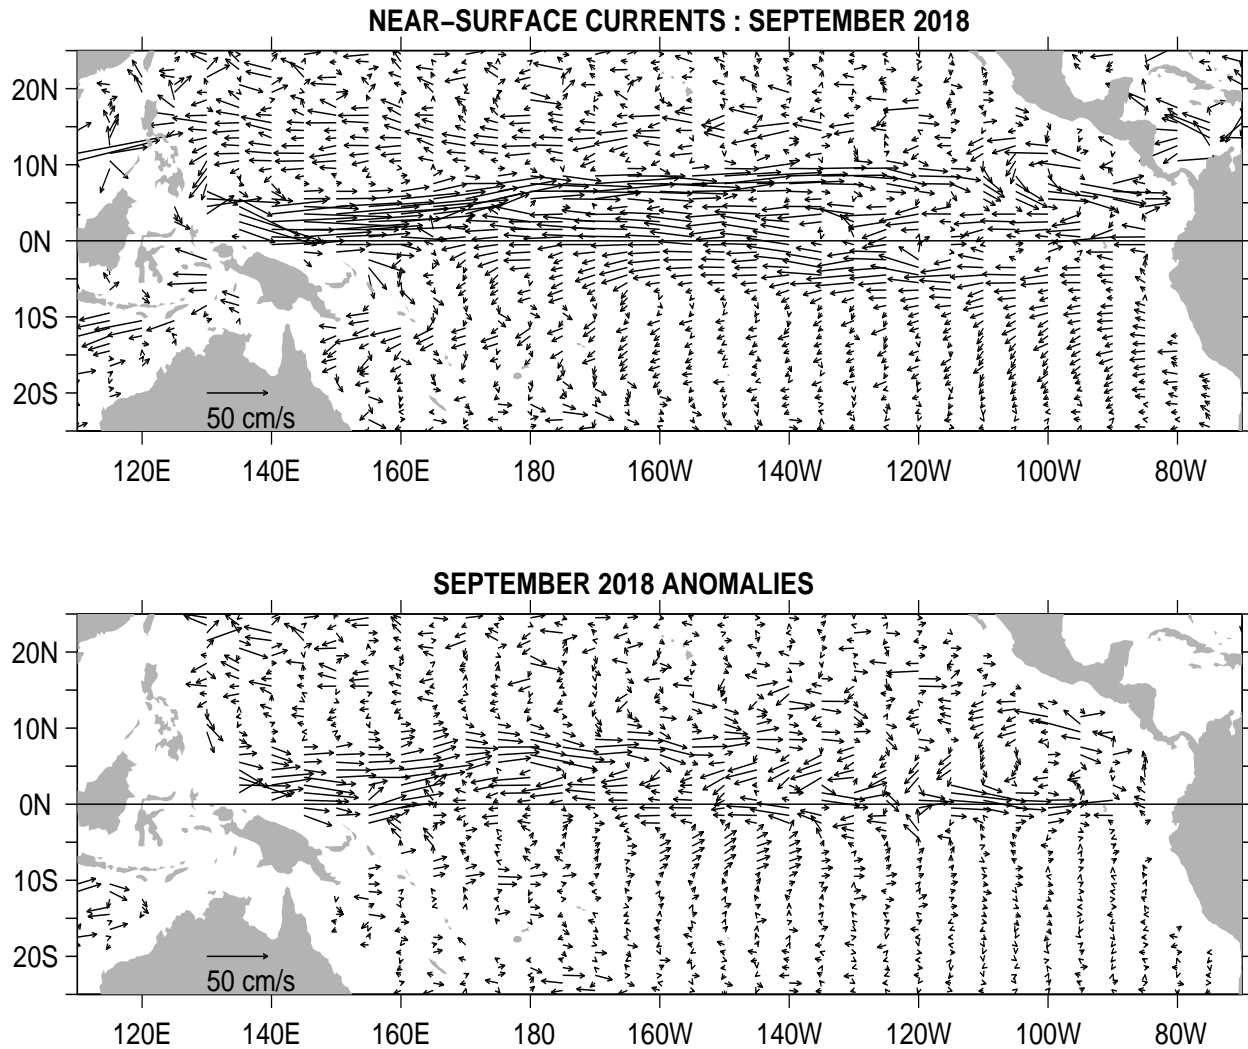 NEAR−SURFACE CURRENTS : SEPTEMBER 2018
20N
10N
0N
10S
20S
50 cm/s
120E 140E 160E 180 160W 140W 120W 100W 80W
SEPTEMBER 2018 ANOMALIES
20N
10N
0N
10S
20S
50 cm/s
120E 140E 160E 180 160W 140W 120W 100W 80W